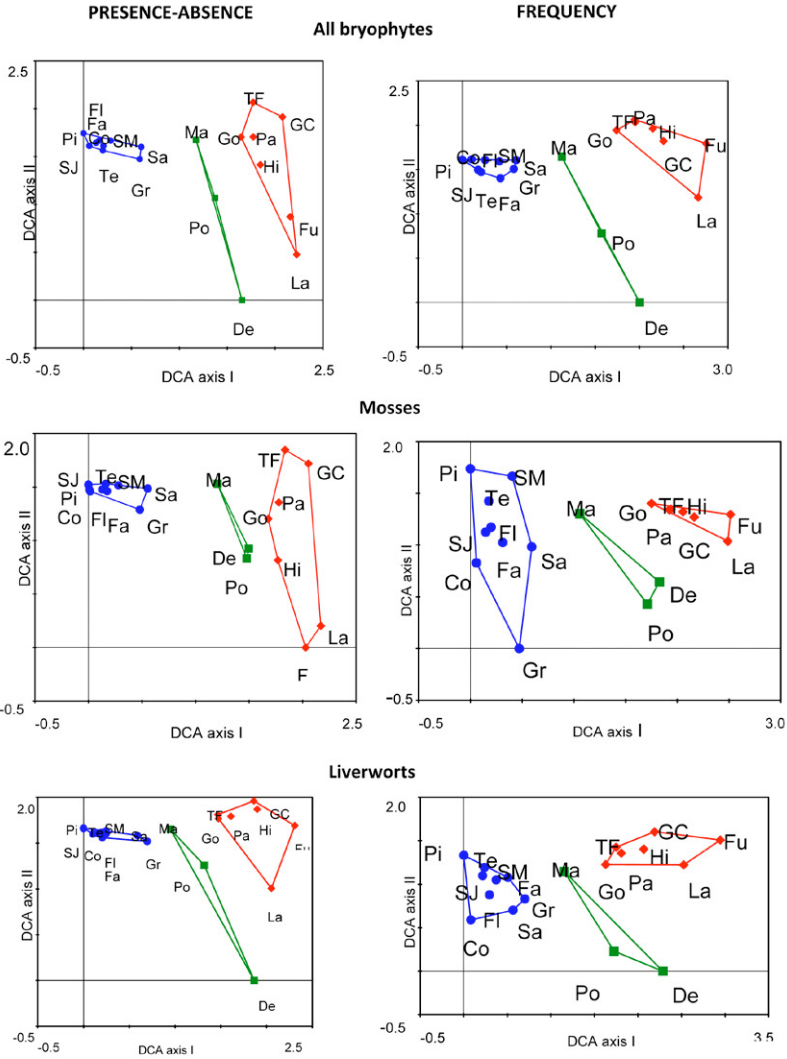 PRESENCE-ABSENCE
FREQUENCY
All bryophytes
2.5
DCA axis II
-0.5
-0.5
DCA axis I
2.5
Fl
Fa
Pi
Co
SM
SJ
Te
Sa
Gr
Ma
Po
De
TF
GC
Go
Pa
Hi
Fu
La
2.5
DCA axis II
-0.5
-0.5
DCA axis I
3.0
Pi
Co
Fl
SM
Sa
SJ
Te
Fa
Gr
Ma
Po
De
TF
Pa
Hi
Go
GC
Fu
La
Mosses
2.0
DCA axis II
-0.5
-0.5
DCA axis I
2.5
SJ
Te
SM
Sa
Pi
Co
Fl
Fa
Gr
Ma
De
Po
TF
GC
Pa
Go
Hi
La
F
2.0
DCA axis II
-0.5
-0.5
DCA axis I
3.0
Pi
SM
Te
SJ
Fl
Fa
Sa
Co
Gr
Ma
De
Po
Go
TF
Hi
Pa
GC
Fu
La
Liverworts
2.0
DCA axis II
-0.5
-0.5
DCA axis I
2.5
Pi
Te
SM
Sa
SJ
Co
Fl
Fa
Gr
Ma
Po
De
TF
GC
Go
Pa
Hi
La
2.0
DCA axis II
-0.5
-0.5
DCA axis I
3.5
Pi
Te
SM
SJ
Fa
Fl
Gr
Sa
Co
Ma
Po
De
TF
GC
Hi
Fu
Go
Pa
La